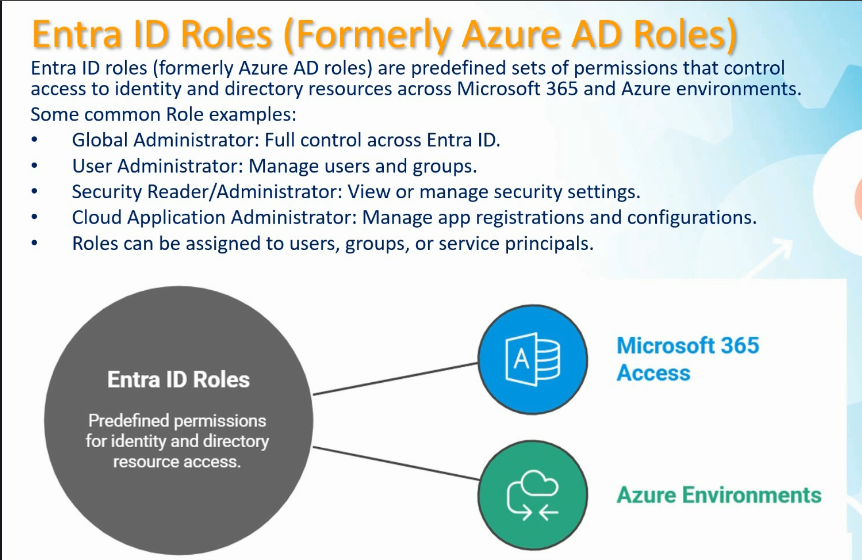 Entra ID Roles (Formerly Azure AD Roles)
Entra ID roles (formerly Azure AD roles) are predefined sets of permissions that control
access to identity and directory resources across Microsoft 365 and Azure environments.
Some common Role examples:
• Global Administrator: Full control across Entra ID.
• User Administrator: Manage users and groups.
• Security Reader/Administrator: View or manage security settings.
• Cloud Application Administrator: Manage app registrations and configurations.
• Roles can be assigned to users, groups, or service principals.
Entra ID Roles
Predefined permissions
for identity and directory
resource access.
A
Microsoft 365
Access
Azure Environments